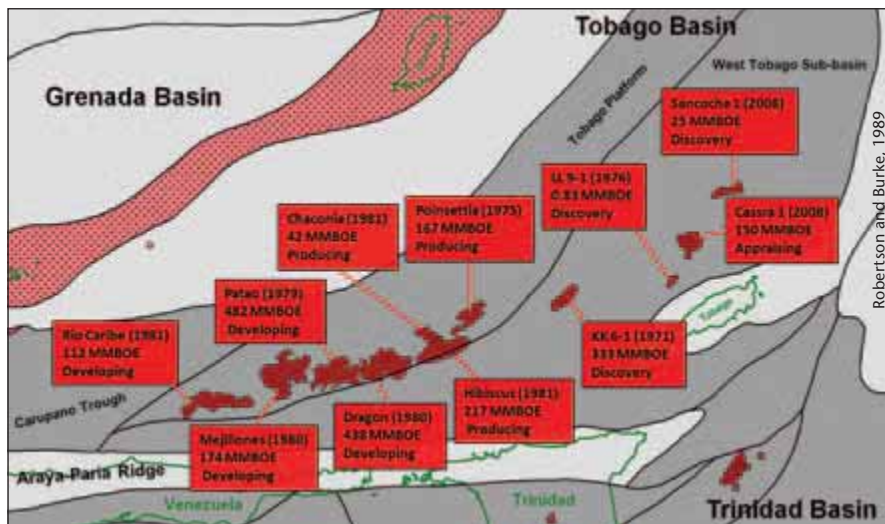 Tobago Basin
West Tobago Sub-basin
Grenada Basin
Tobago Platform
Sancoche 1 (2008)
25 MMBOE
Discovery
LL 9-1 (1976)
0.83 MMBOE
Discovery
Cassra 1 (2008)
150 MMBOE
Appraising
Chaconia (1981)
42 MMBOE
Producing
Poinsettia (1975)
167 MMBOE
Producing
Patao (1979)
482 MMBOE
Developing
Rio Caribe (1981)
112 MMBOE
Developing
Tobago
KK 6-1 (1971)
333 MMBOE
Discovery
Hibiscus (1981)
217 MMBOE
Producing
Dragon (1980)
438 MMBOE
Developing
Mejillones (1980)
174 MMBOE
Developing
Carupano Trough
Araya-Paria Ridge
Venezuela
Trinidad
Trinidad Basin
Robertson and Burke, 1989